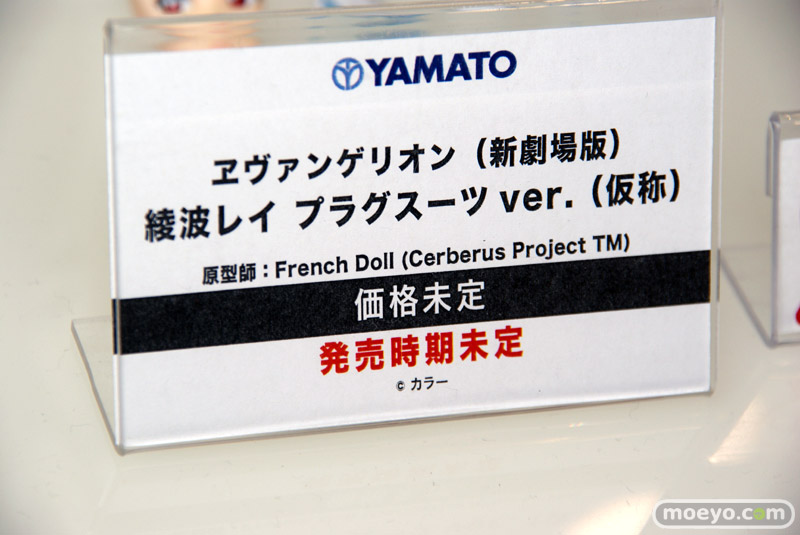 YAMATO
ヱヴァンゲリオン（新劇場版）
綾波レイ プラグスーツ ver.（仮称）
原型師：French Doll (Cerberus Project TM)
価格未定
発売時期未定
© カラー
moeyo.com